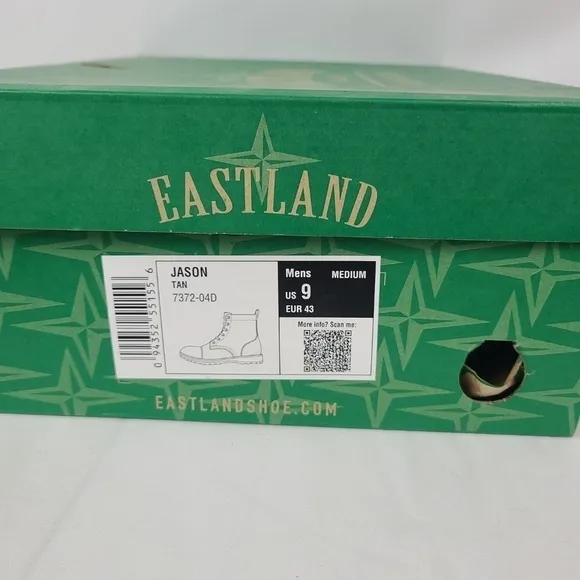 EASTLAND
JASON
TAN
7372-04D
Mens MEDIUM
US 9
EUR 43
More info? Scan me:
0 94352 55155 6
EASTLANDSHOE.COM